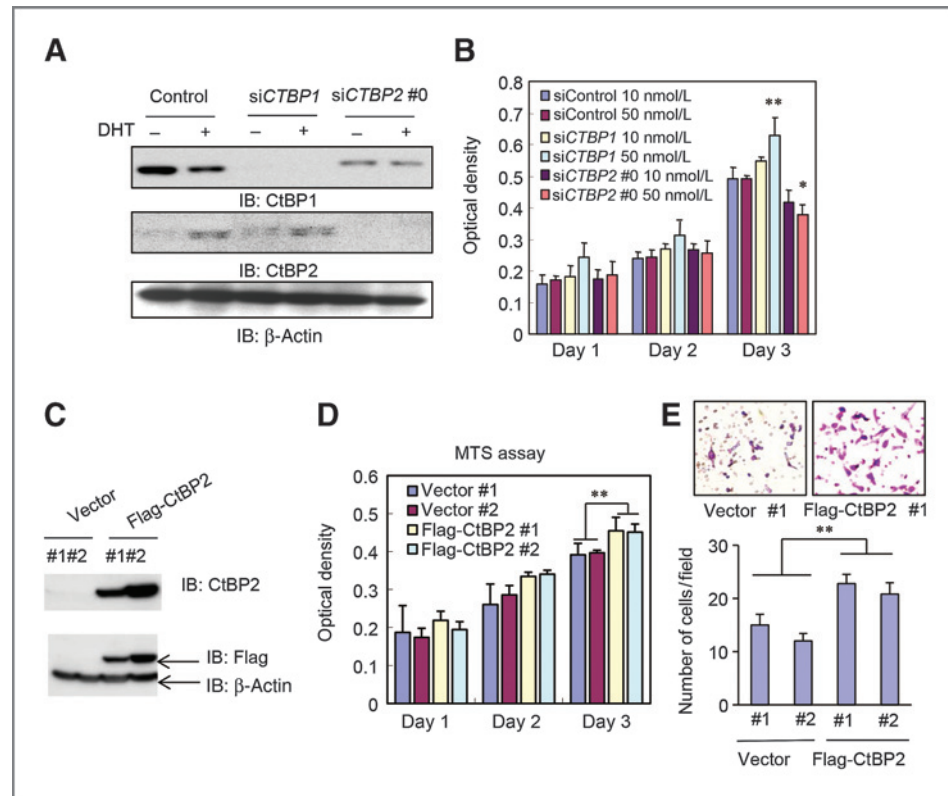 A
Control siCTBP1 siCTBP2 #0
DHT – + – + – +
IB: CtBP1
IB: CtBP2
IB: β-Actin
B
Optical density
0.8
0.7
0.6
0.5
0.4
0.3
0.2
0.1
0
siControl 10 nmol/L
siControl 50 nmol/L
siCTBP1 10 nmol/L
siCTBP1 50 nmol/L
siCTBP2 #0 10 nmol/L
siCTBP2 #0 50 nmol/L
**
*
Day 1 Day 2 Day 3
C
Vector Flag-CtBP2
#1#2 #1#2
IB: CtBP2
IB: Flag
IB: β-Actin
D
MTS assay
Optical density
0.6
0.5
0.4
0.3
0.2
0.1
0
Vector #1
Vector #2
Flag-CtBP2 #1
Flag-CtBP2 #2
**
Day 1 Day 2 Day 3
E
Vector #1 Flag-CtBP2 #1
**
Number of cells/field
30
20
10
0
#1 #2 #1 #2
Vector Flag-CtBP2